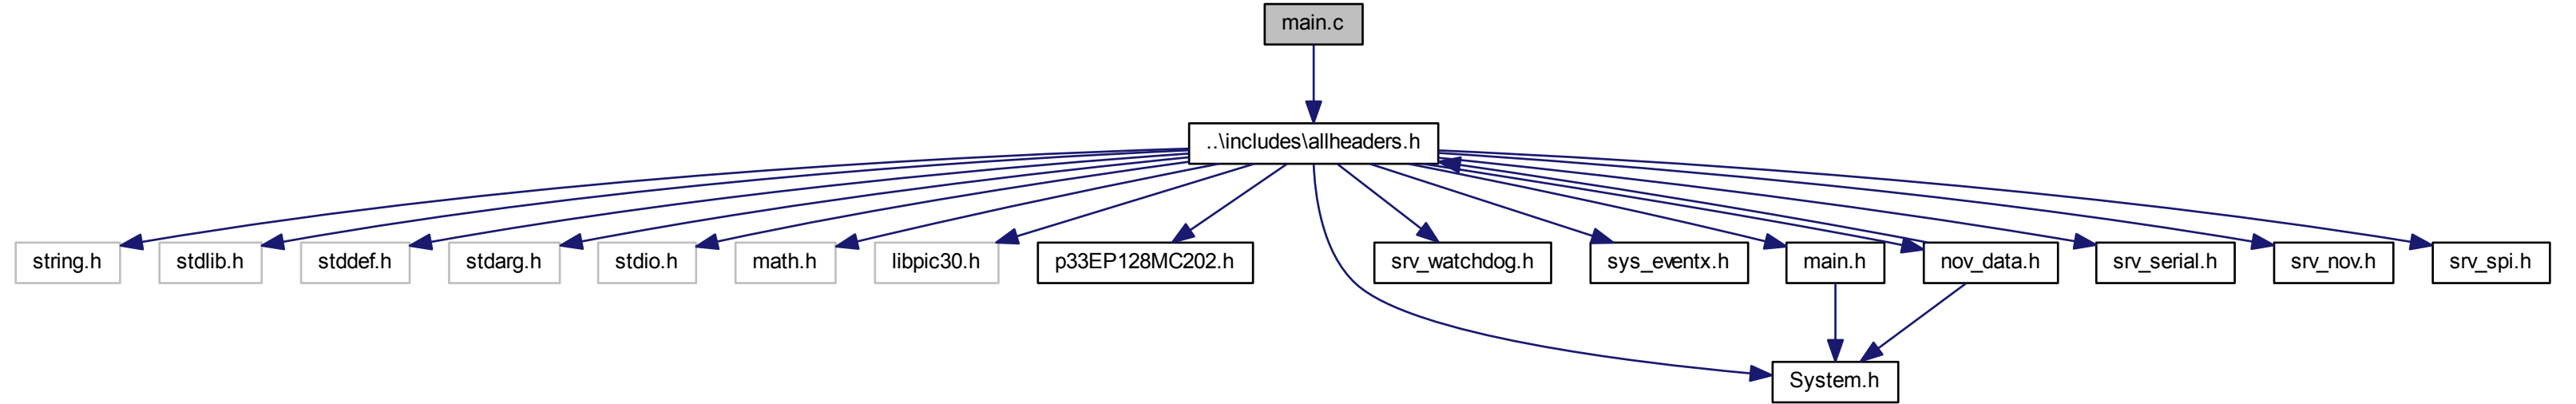 main.c
..\includes\allheaders.h
string.h
stdlib.h
stddef.h
stdarg.h
stdio.h
math.h
libpic30.h
p33EP128MC202.h
srv_watchdog.h
sys_eventx.h
main.h
nov_data.h
srv_serial.h
srv_nov.h
srv_spi.h
System.h